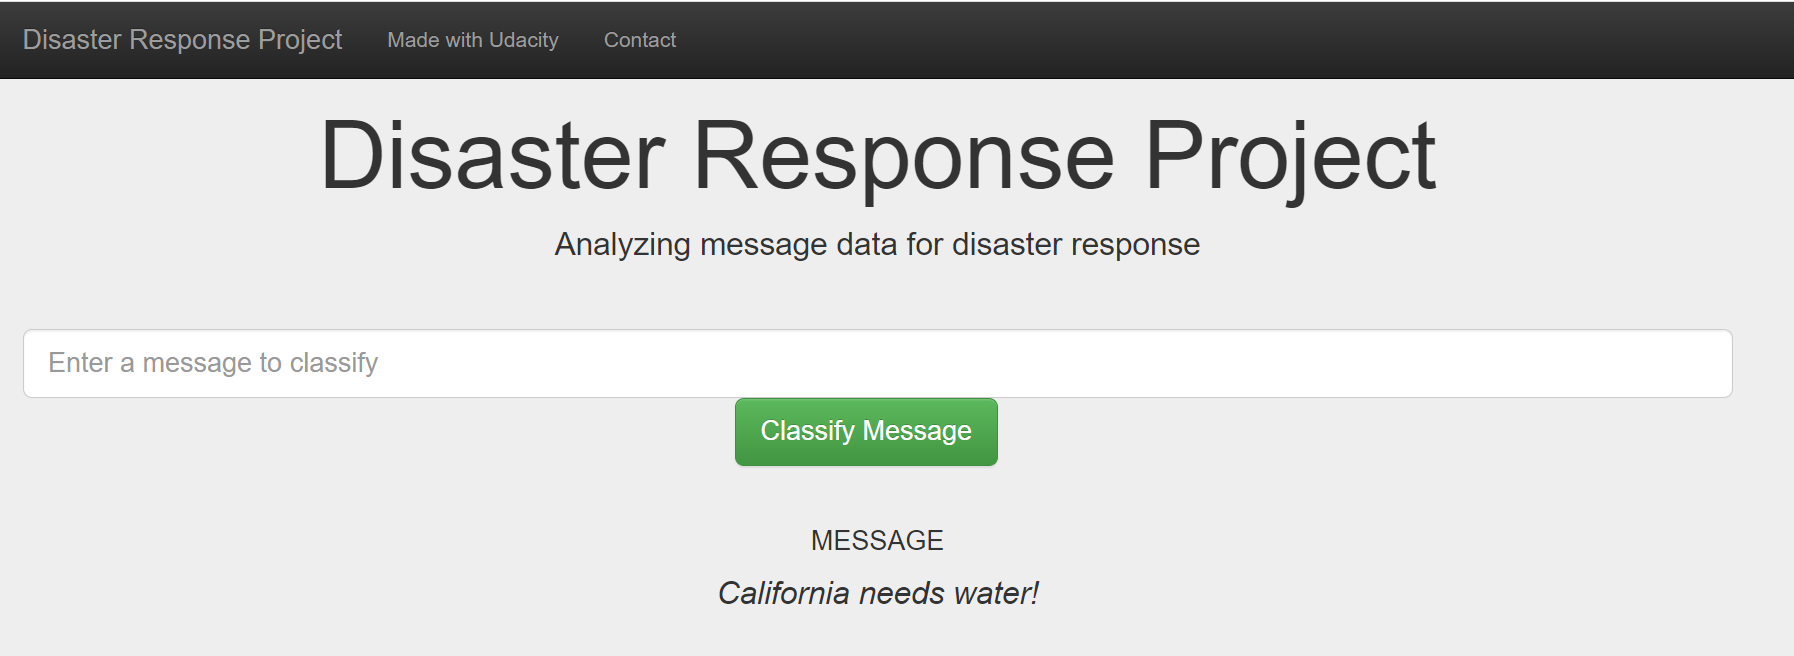 Disaster Response Project Made with Udacity Contact
Disaster Response Project
Analyzing message data for disaster response
Enter a message to classify
Classify Message
MESSAGE
California needs water!